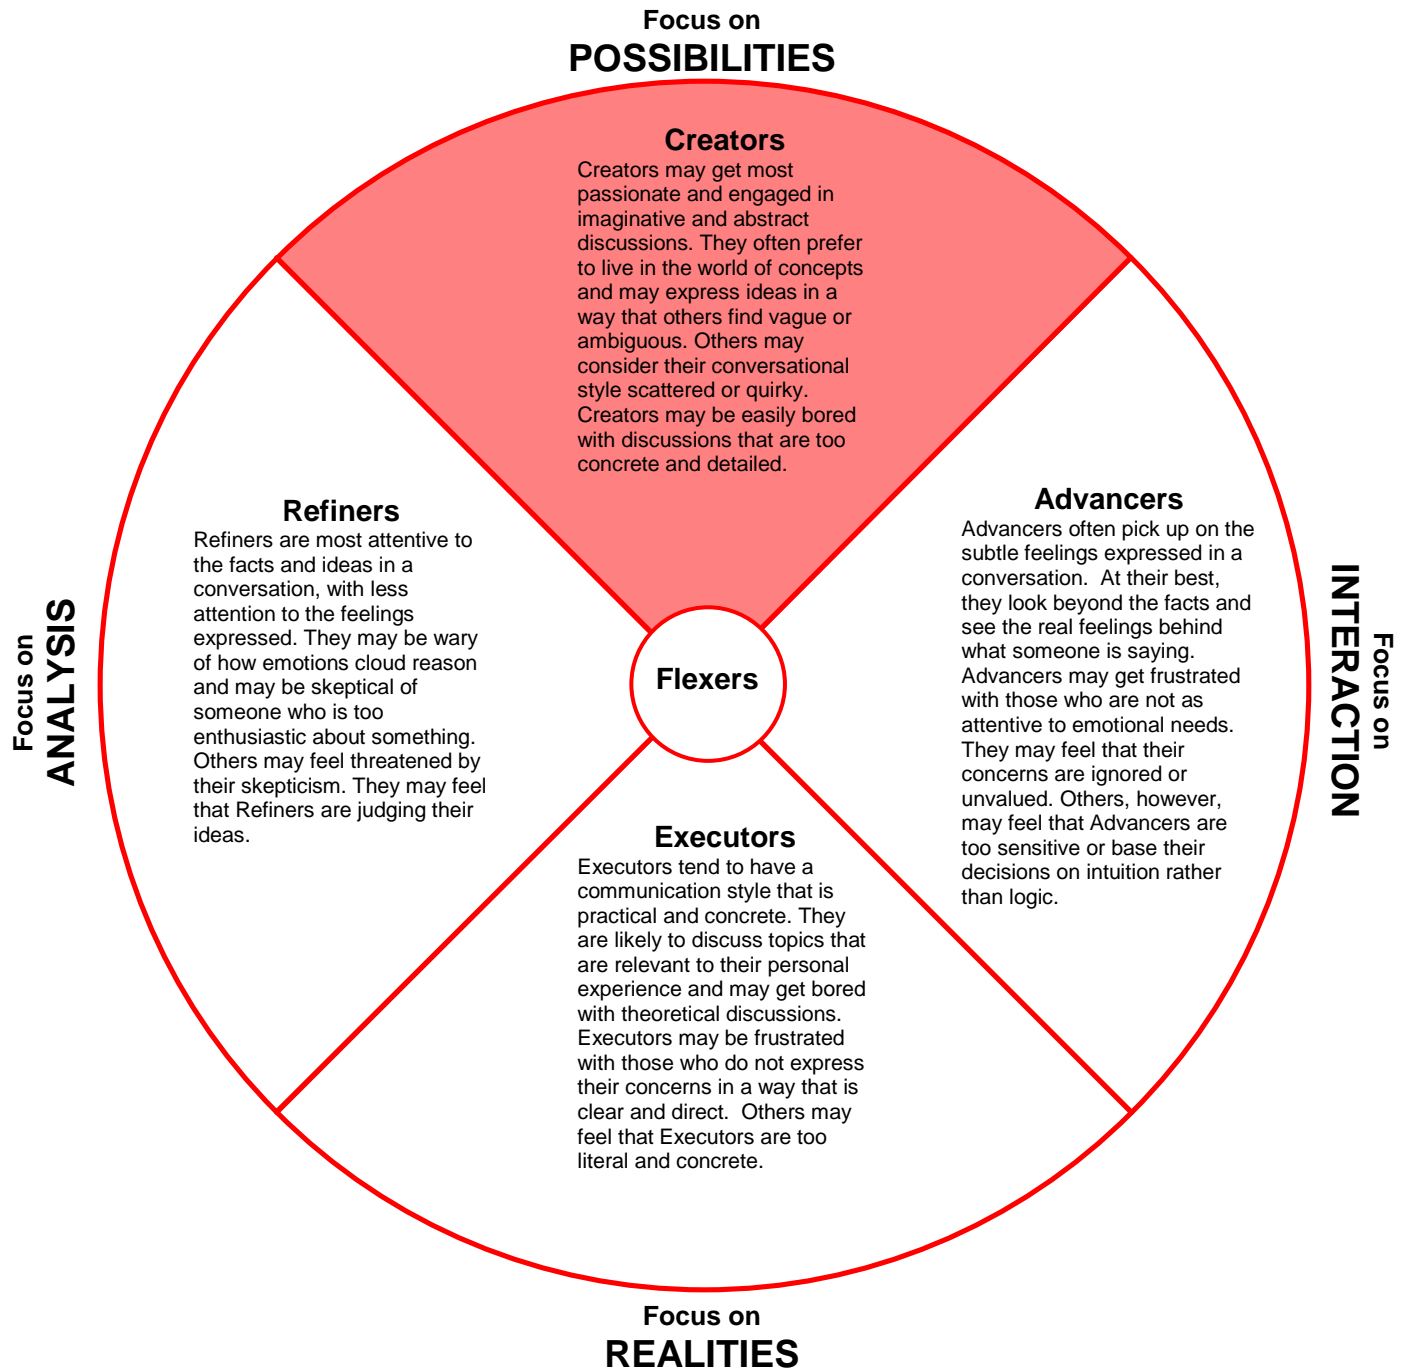 Focus on
POSSIBILITIES
Creators
Creators may get most
passionate and engaged in
imaginative and abstract
discussions. They often prefer
to live in the world of concepts
and may express ideas in a
way that others find vague or
ambiguous. Others may
consider their conversational
style scattered or quirky.
Creators may be easily bored
with discussions that are too
concrete and detailed.
Focus on
ANALYSIS
Refiners
Refiners are most attentive to
the facts and ideas in a
conversation, with less
attention to the feelings
expressed. They may be wary
of how emotions cloud reason
and may be skeptical of
someone who is too
enthusiastic about something.
Others may feel threatened by
their skepticism. They may feel
that Refiners are judging their
ideas.
Flexers
Advancers
Advancers often pick up on the
subtle feelings expressed in a
conversation.  At their best,
they look beyond the facts and
see the real feelings behind
what someone is saying.
Advancers may get frustrated
with those who are not as
attentive to emotional needs.
They may feel that their
concerns are ignored or
unvalued. Others, however,
may feel that Advancers are
too sensitive or base their
decisions on intuition rather
than logic.
Focus on
INTERACTION
Executors
Executors tend to have a
communication style that is
practical and concrete. They
are likely to discuss topics that
are relevant to their personal
experience and may get bored
with theoretical discussions.
Executors may be frustrated
with those who do not express
their concerns in a way that is
clear and direct.  Others may
feel that Executors are too
literal and concrete.
Focus on
REALITIES